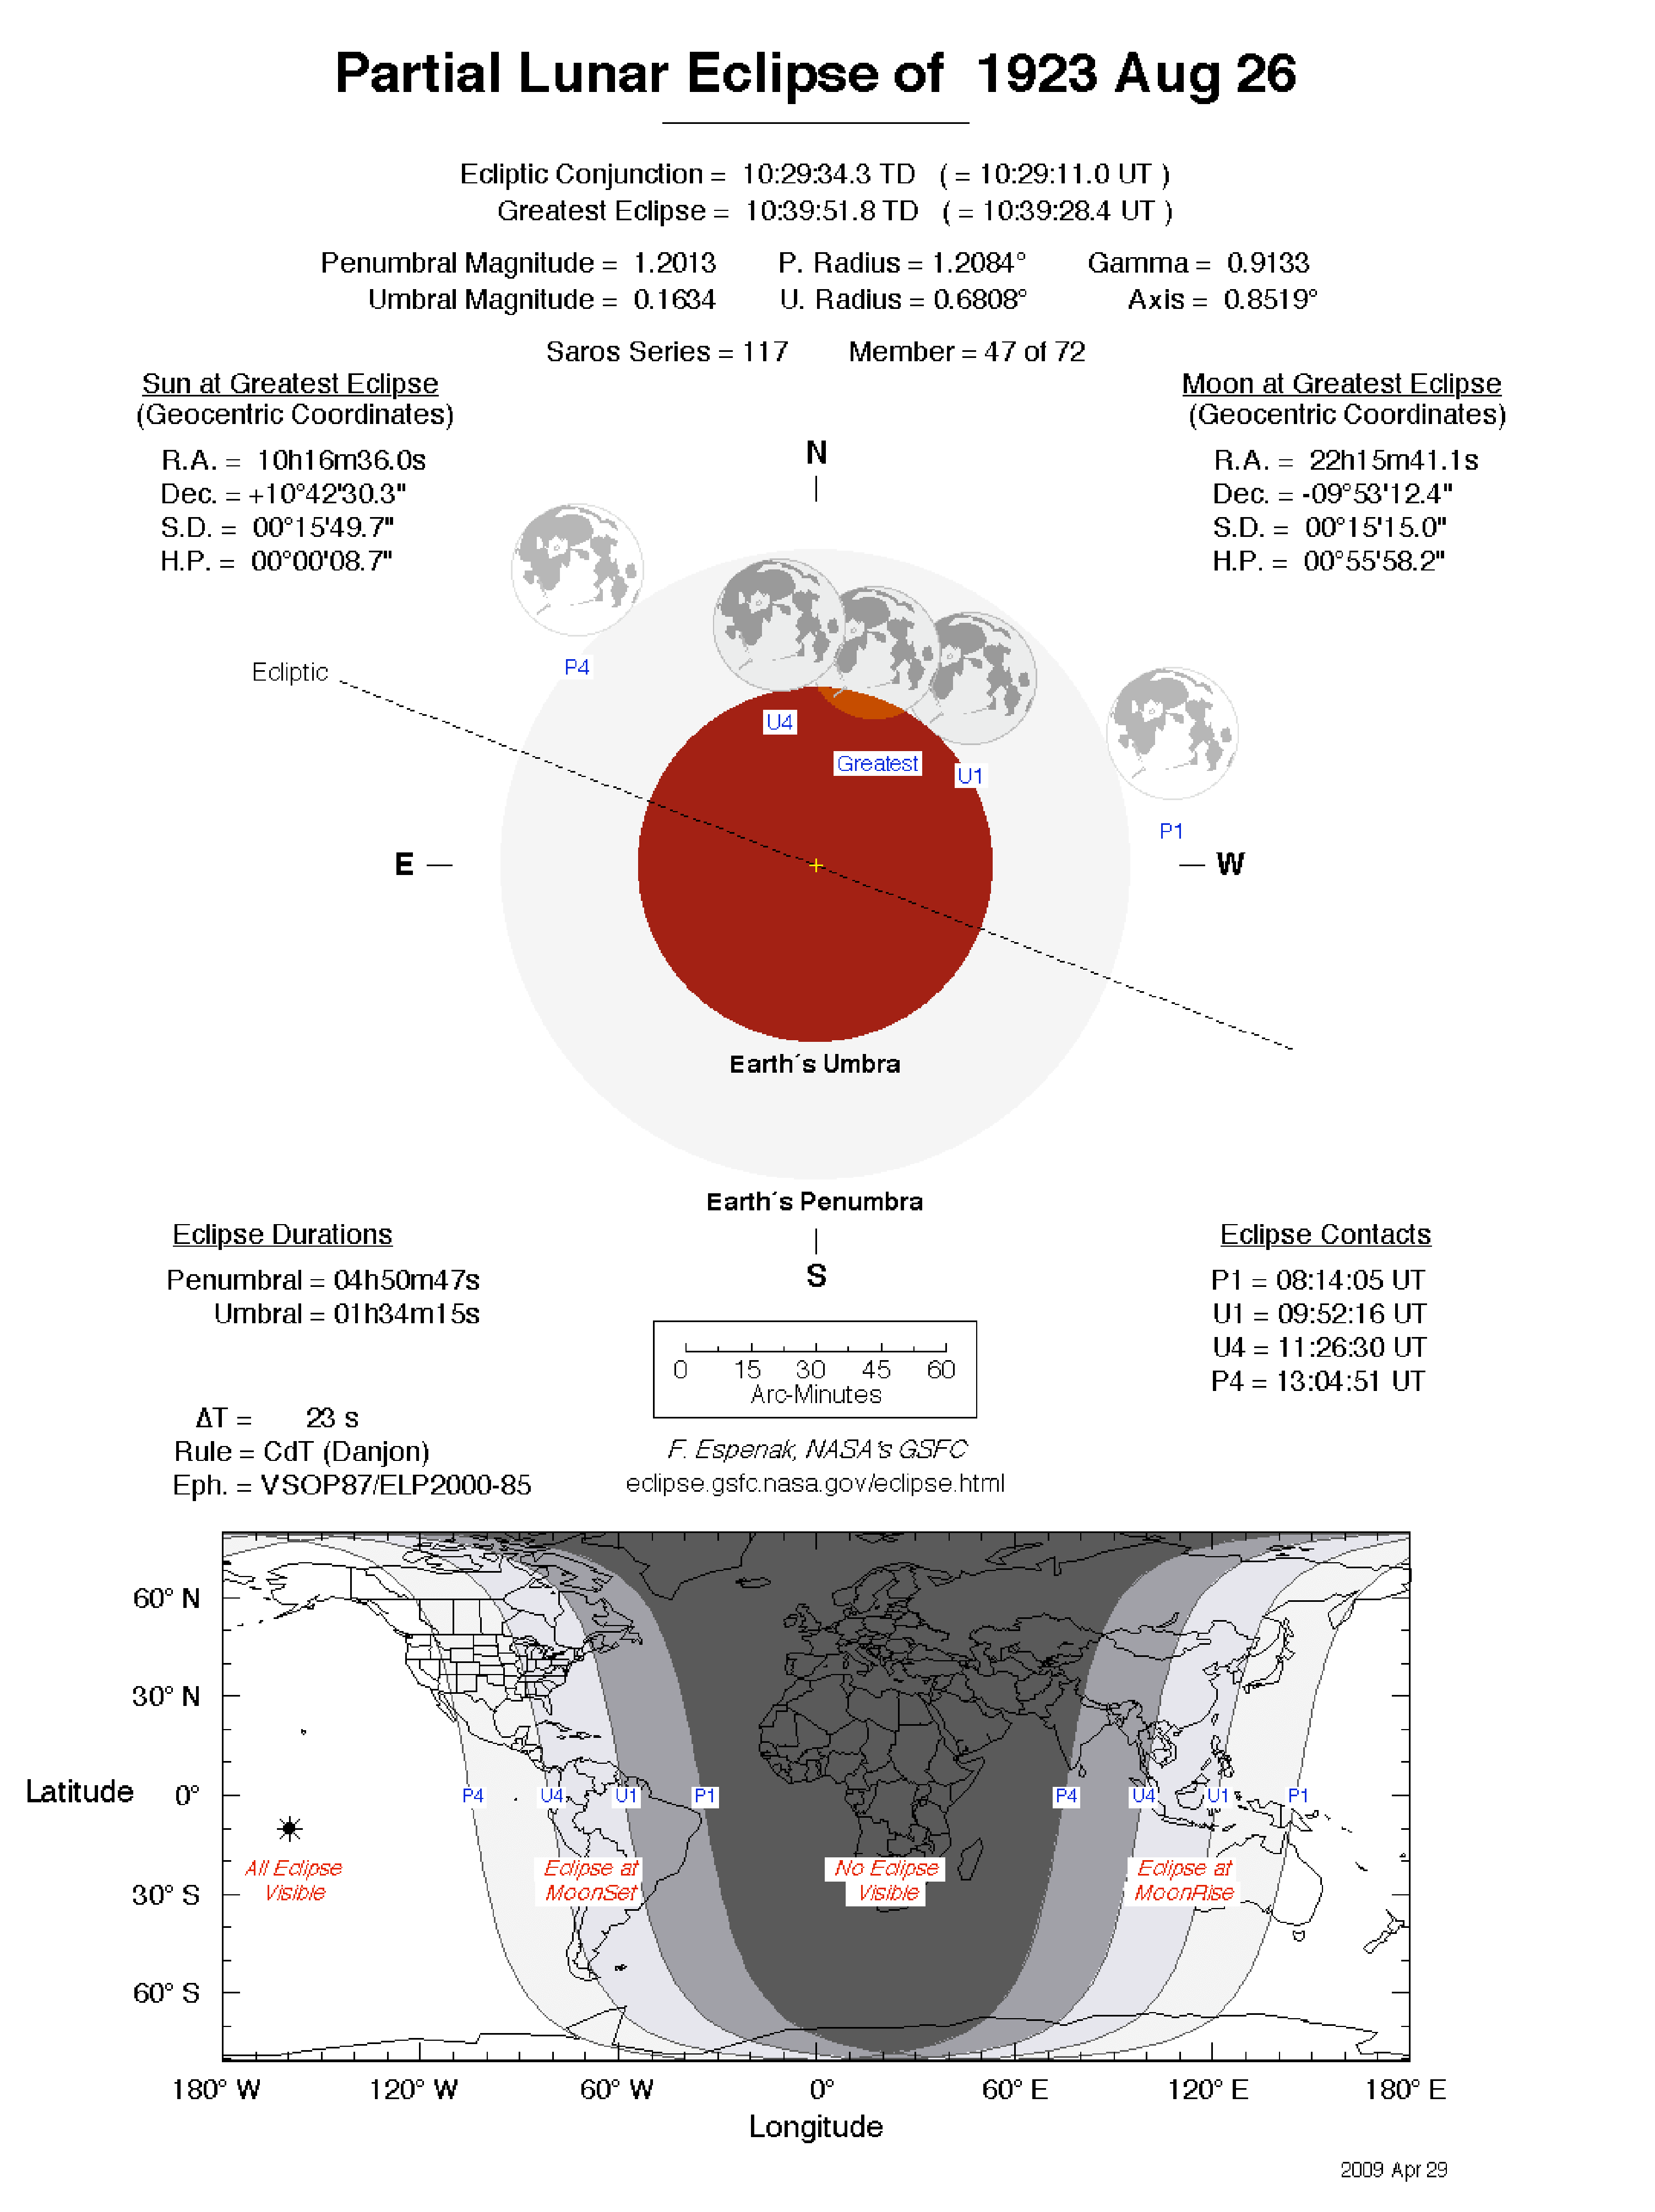 Partial Lunar Eclipse of 1923 Aug 26
Ecliptic Conjunction = 10:29:34.3 TD ( = 10:29:11.0 UT )
Greatest Eclipse = 10:39:51.8 TD ( = 10:39:28.4 UT )
Penumbral Magnitude = 1.2013 P. Radius = 1.2084° Gamma = 0.9133
Umbral Magnitude = 0.1634 U. Radius = 0.6808° Axis = 0.8519°
Saros Series = 117 Member = 47 of 72
Sun at Greatest Eclipse
(Geocentric Coordinates)
R.A. = 10h16m36.0s
Dec. = +10°42'30.3"
S.D. = 00°15'49.7"
H.P. = 00°00'08.7"
Moon at Greatest Eclipse
(Geocentric Coordinates)
R.A. = 22h15m41.1s
Dec. = -09°53'12.4"
S.D. = 00°15'15.0"
H.P. = 00°55'58.2"
N
P4
Ecliptic
U4
Greatest
U1
P1
E
W
Earth´s Umbra
Earth´s Penumbra
S
Eclipse Durations
Penumbral = 04h50m47s
Umbral = 01h34m15s
Eclipse Contacts
P1 = 08:14:05 UT
U1 = 09:52:16 UT
U4 = 11:26:30 UT
P4 = 13:04:51 UT
0 15 30 45 60
Arc-Minutes
ΔT = 23 s
Rule = CdT (Danjon)
Eph. = VSOP87/ELP2000-85
F. Espenak, NASA's GSFC
eclipse.gsfc.nasa.gov/eclipse.html
60° N
30° N
Latitude 0°
30° S
60° S
P4 U4 U1 P1 P4 U4 U1 P1
All Eclipse
Visible
Eclipse at
MoonSet
No Eclipse
Visible
Eclipse at
MoonRise
180° W 120° W 60° W 0° 60° E 120° E 180° E
Longitude
2009 Apr 29